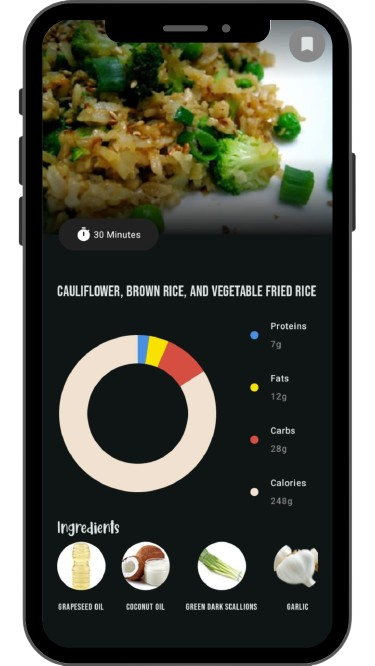 30 Minutes
CAULIFLOWER, BROWN RICE, AND VEGETABLE FRIED RICE
Proteins
7g
Fats
12g
Carbs
28g
Calories
248g
Ingredients
GRAPESEED OIL COCONUT OIL GREEN DARK SCALLIONS GARLIC